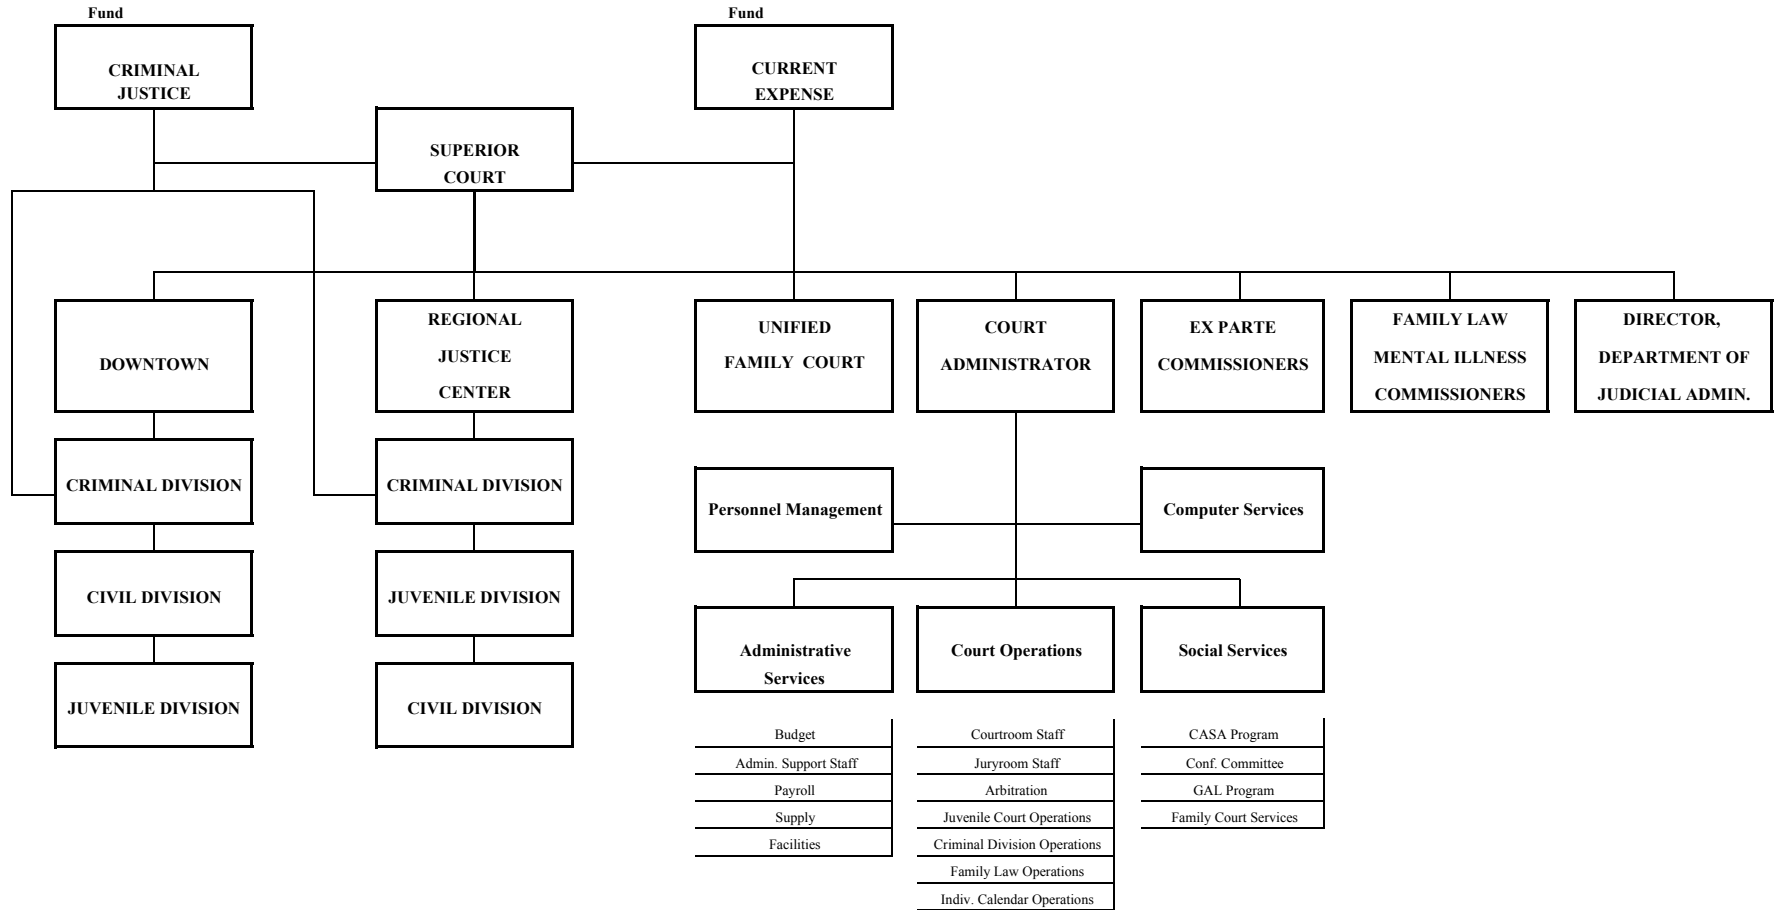 Fund
Fund
CRIMINAL
JUSTICE
CURRENT
EXPENSE
SUPERIOR
COURT
DOWNTOWN
REGIONAL
JUSTICE
CENTER
UNIFIED
FAMILY COURT
COURT
ADMINISTRATOR
EX PARTE
COMMISSIONERS
FAMILY LAW
MENTAL ILLNESS
COMMISSIONERS
DIRECTOR,
DEPARTMENT OF
JUDICIAL ADMIN.
CRIMINAL DIVISION
CRIMINAL DIVISION
Personnel Management
Computer Services
CIVIL DIVISION
JUVENILE DIVISION
JUVENILE DIVISION
CIVIL DIVISION
Administrative
Services
Court Operations
Social Services
Budget
Admin. Support Staff
Payroll
Supply
Facilities
Courtroom Staff
Juryroom Staff
Arbitration
Juvenile Court Operations
Criminal Division Operations
Family Law Operations
Indiv. Calendar Operations
CASA Program
Conf. Committee
GAL Program
Family Court Services